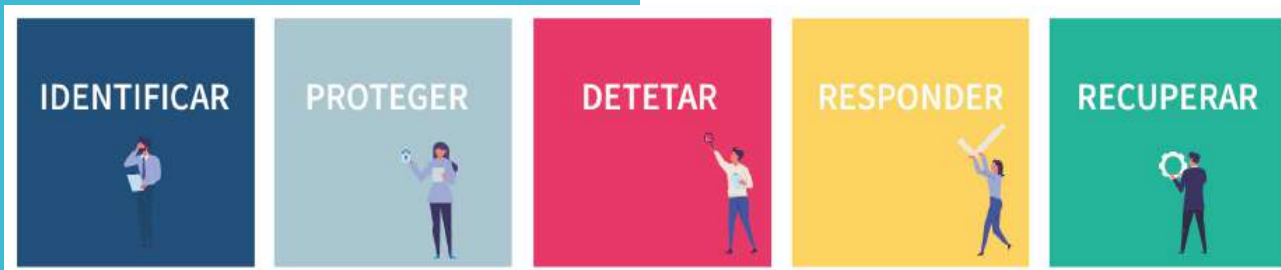 IDENTIFICAR
PROTEGER
DETETAR
RESPONDER
RECUPERAR